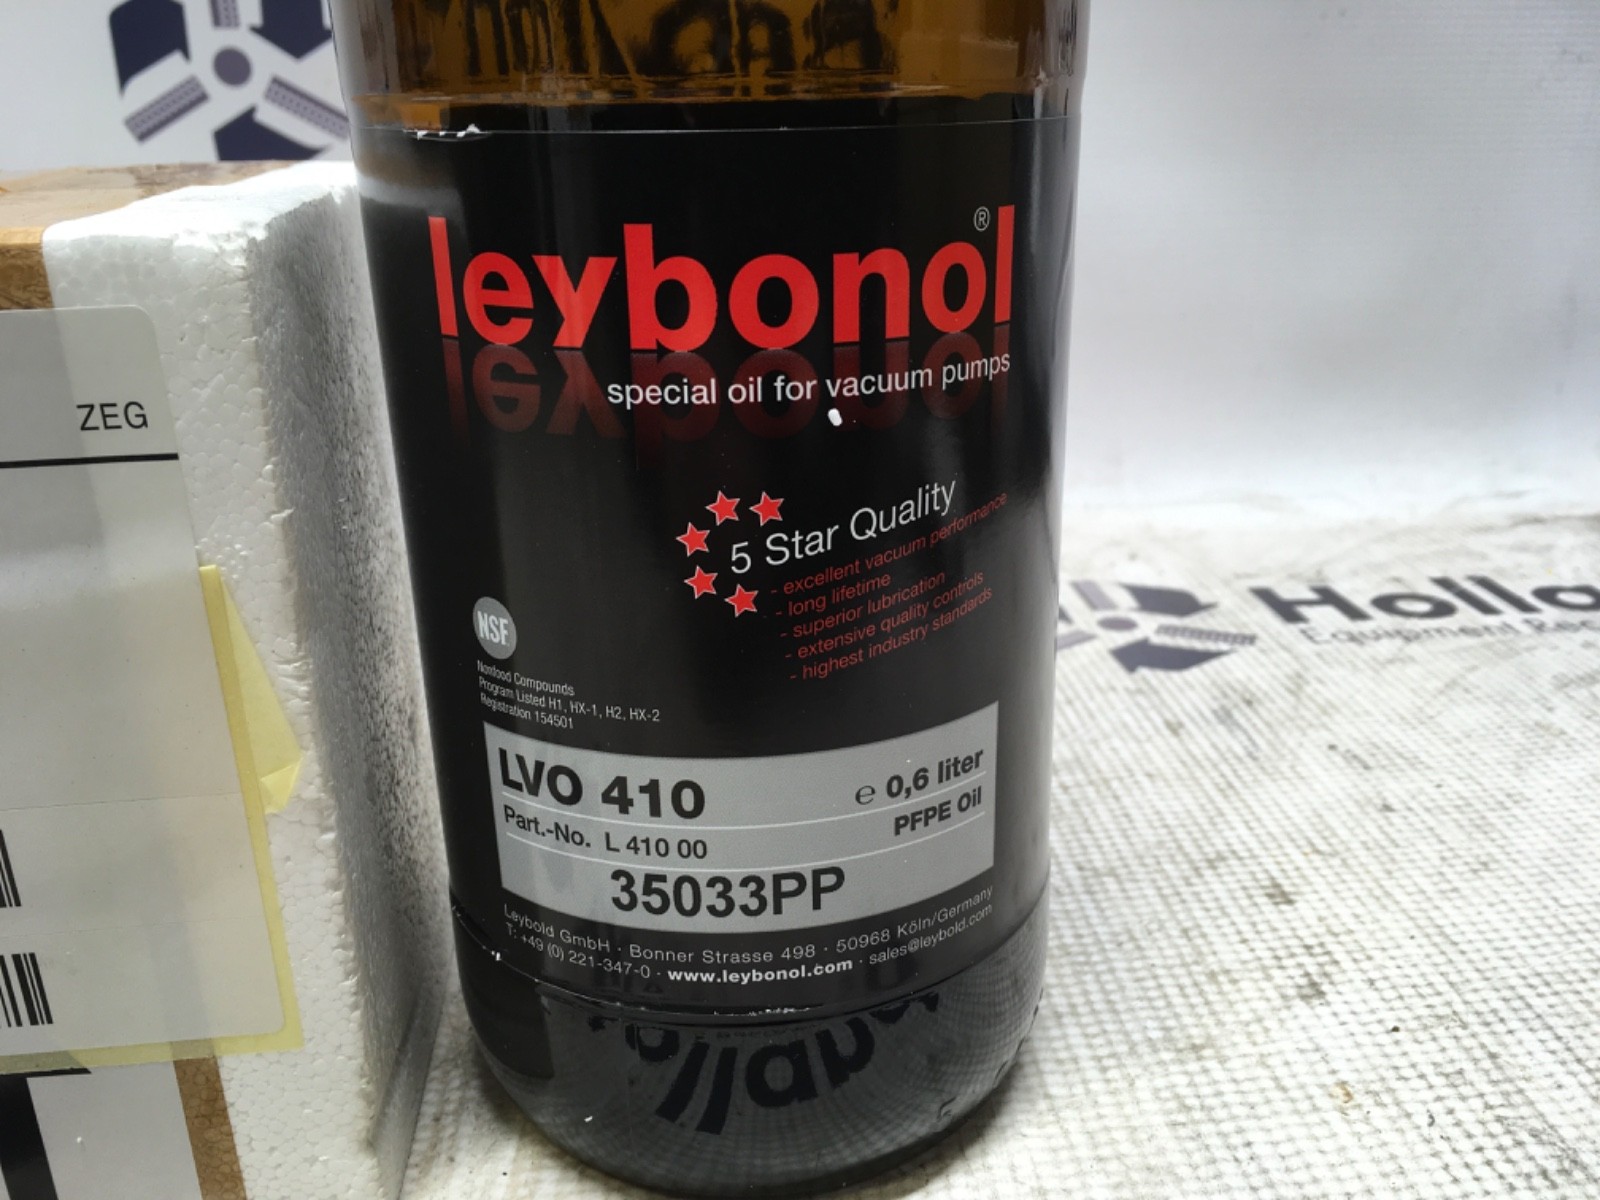 leybonol®
special oil for vacuum pumps
5 Star Quality
- excellent vacuum performance
- long lifetime
- superior lubrication
- extensive quality controls
- highest industry standards
NSF
Nonfood Compounds
Program Listed H1, HX-1, H2, HX-2
Registration 154501
LVO 410
e 0,6 liter
Part.-No. L 410 00
PFPE Oil
35033PP
Leybold GmbH · Bonner Strasse 498 · 50968 Köln/Germany
T: +49 (0) 221-347-0 · www.leybonol.com · sales@leybold.com
ZEG
Holla
Equipment Rec